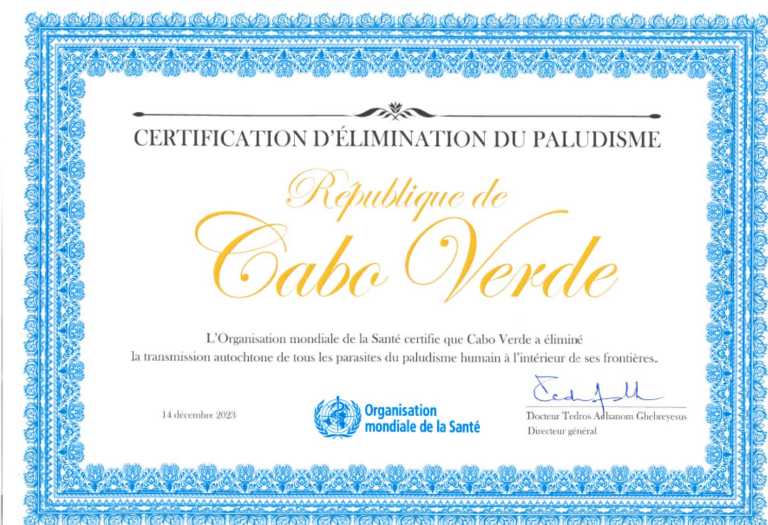 CERTIFICATION D'ÉLIMINATION DU PALUDISME
République de
Cabo Verde
L'Organisation mondiale de la Santé certifie que Cabo Verde a éliminé
la transmission autochtone de tous les parasites du paludisme humain à l'intérieur de ses frontières.
14 décembre 2023
Organisation
mondiale de la Santé
Docteur Tedros Adhanom Ghebreyesus
Directeur général